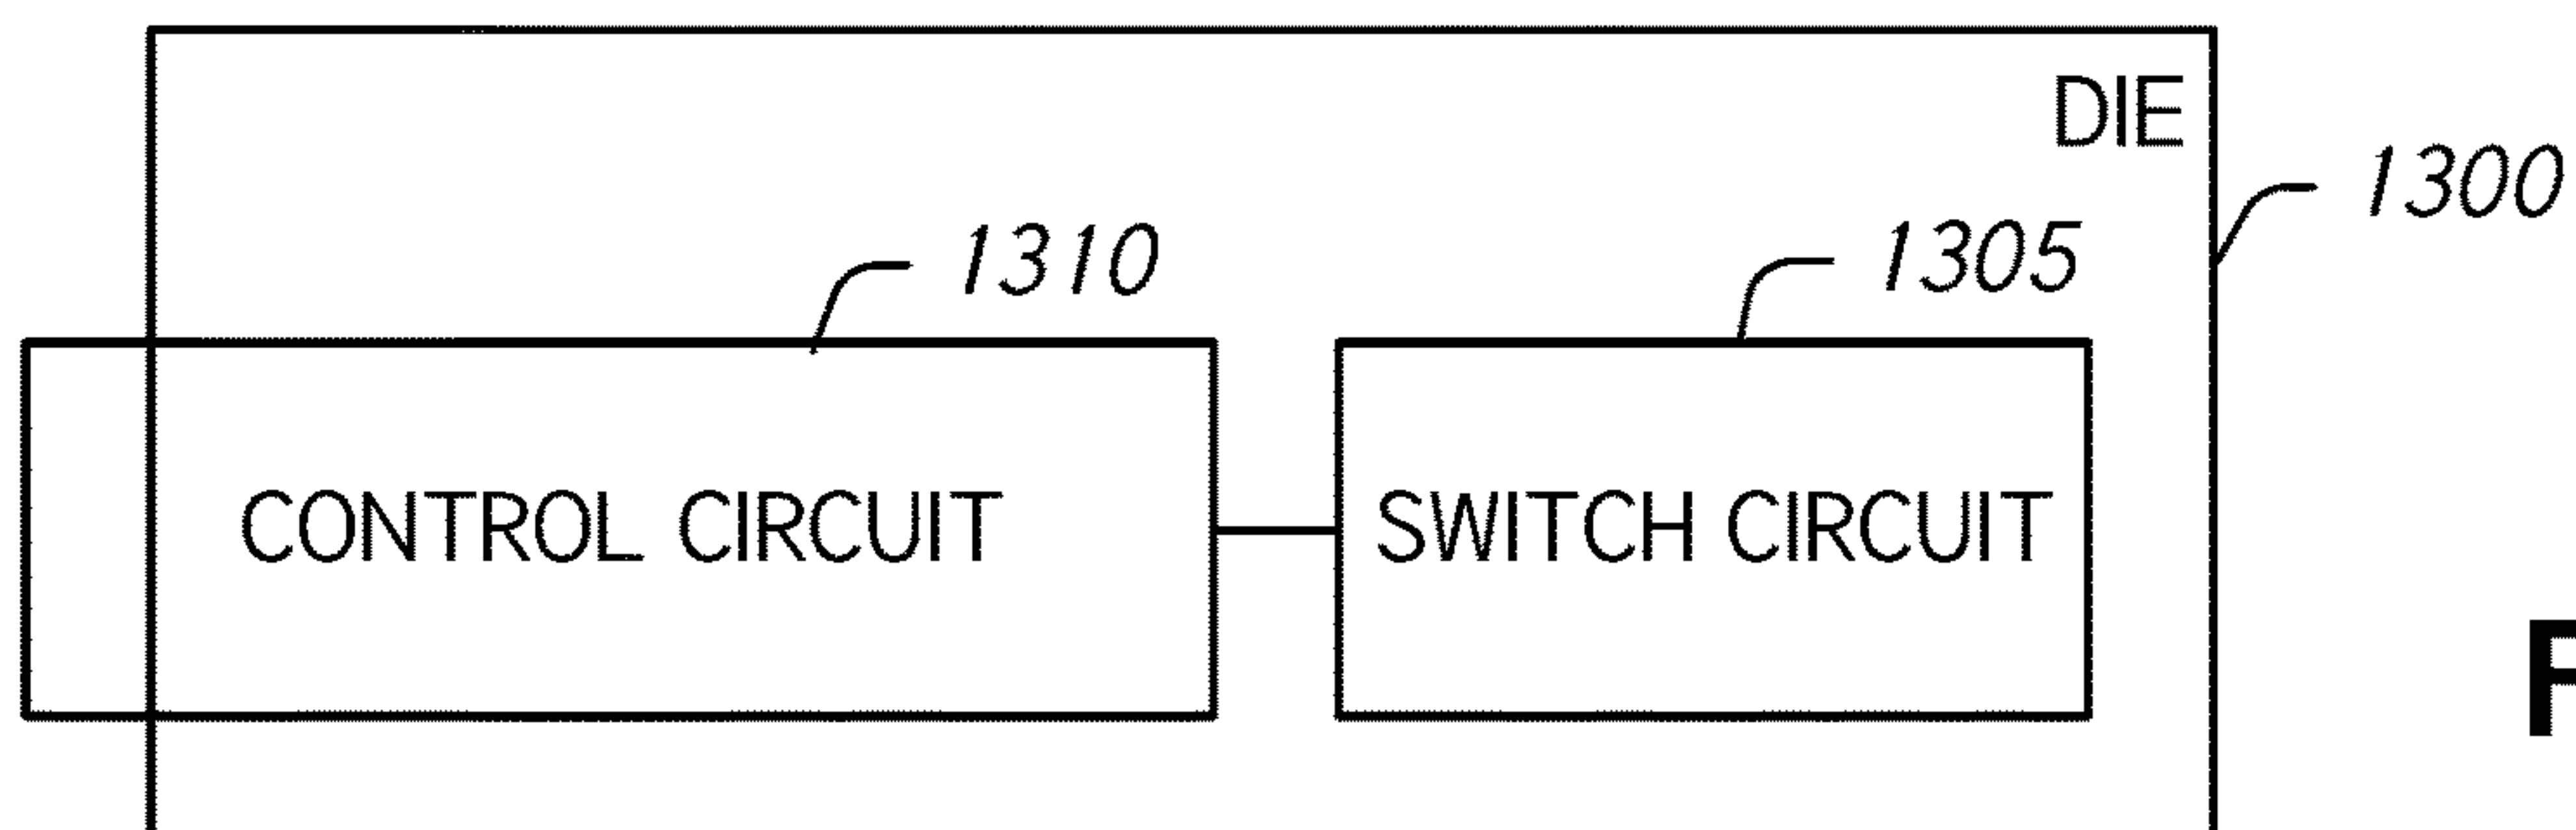 DIE
1300
1310
1305
CONTROL CIRCUIT
SWITCH CIRCUIT
F